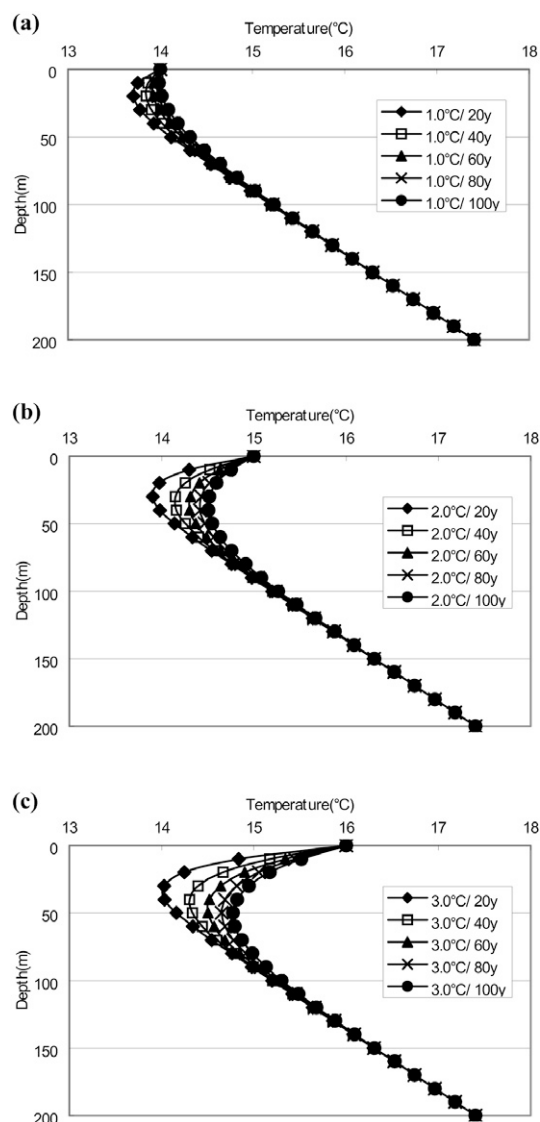 (a)
Temperature(°C)
13 14 15 16 17 18
0
50
100
150
200
Depth(m)
1.0°C/ 20y
1.0°C/ 40y
1.0°C/ 60y
1.0°C/ 80y
1.0°C/ 100y
(b)
Temperature(°C)
13 14 15 16 17 18
0
50
100
150
200
Depth(m)
2.0°C/ 20y
2.0°C/ 40y
2.0°C/ 60y
2.0°C/ 80y
2.0°C/ 100y
(c)
Temperature(°C)
13 14 15 16 17 18
0
50
100
150
200
Depth(m)
3.0°C/ 20y
3.0°C/ 40y
3.0°C/ 60y
3.0°C/ 80y
3.0°C/ 100y